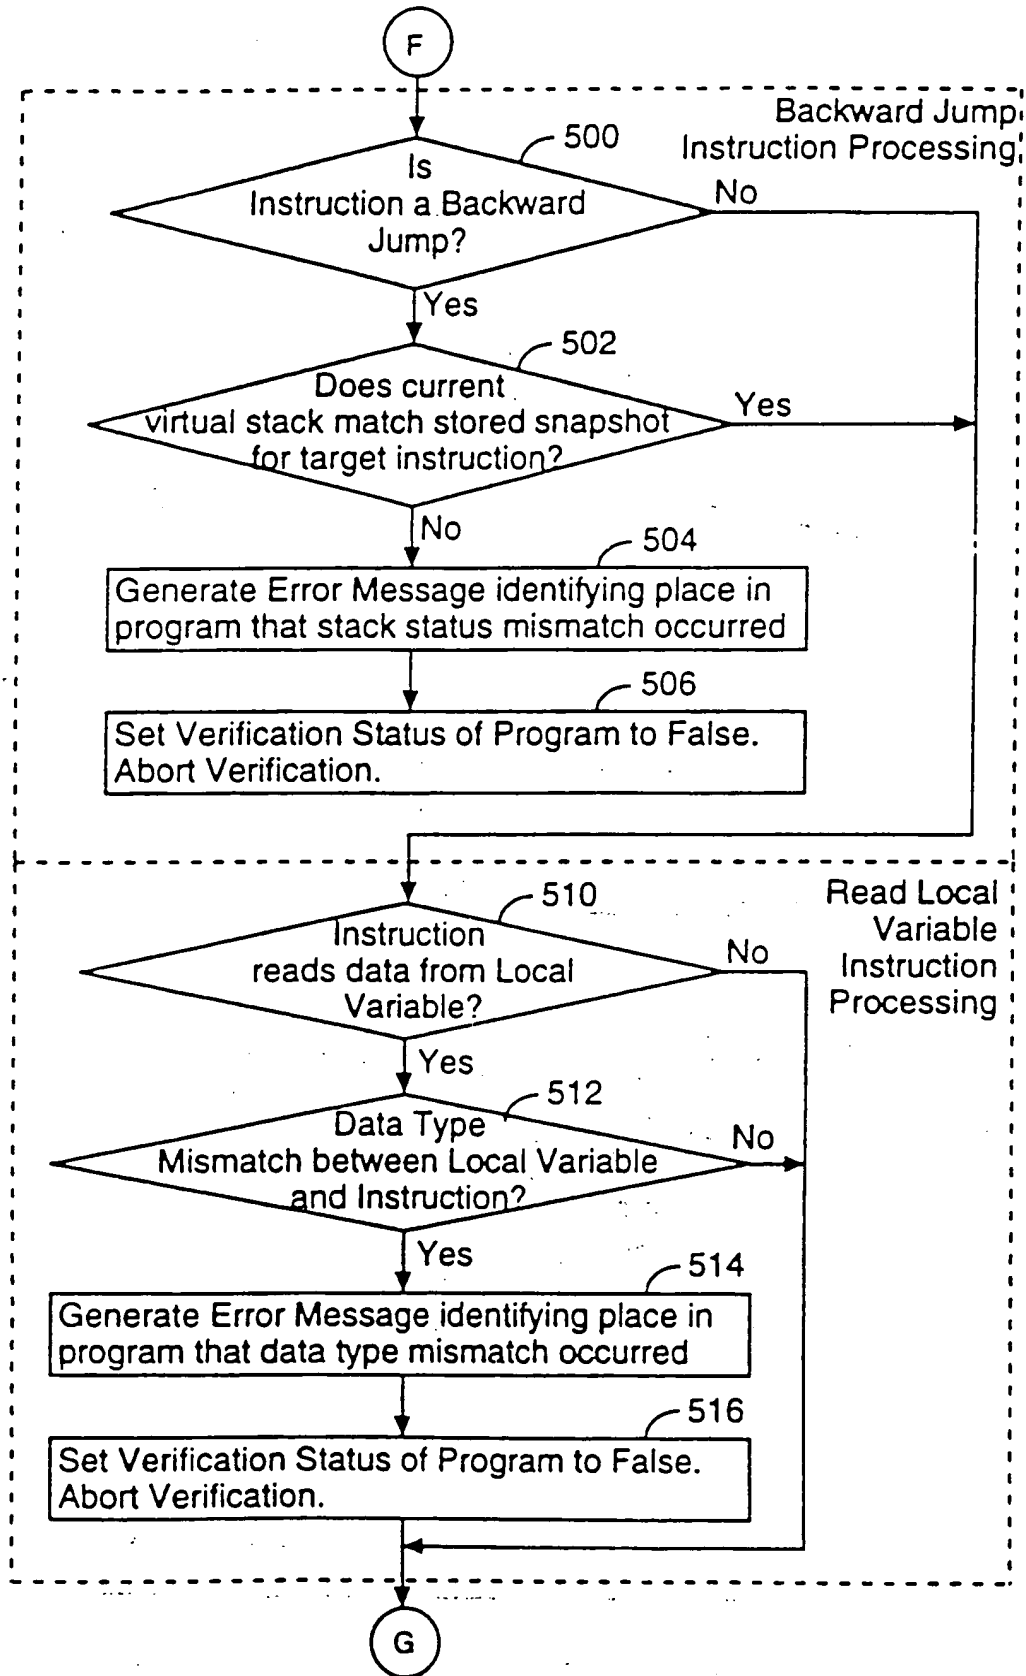 F
Backward Jump
Instruction Processing
500
Is
Instruction a Backward
Jump?
No
Yes
502
Does current
virtual stack match stored snapshot
for target instruction?
Yes
No
504
Generate Error Message identifying place in
program that stack status mismatch occurred
506
Set Verification Status of Program to False.
Abort Verification.
Read Local
Variable
Instruction
Processing
510
Instruction
reads data from Local
Variable?
No
Yes
512
Data Type
Mismatch between Local Variable
and Instruction?
No
Yes
514
Generate Error Message identifying place in
program that data type mismatch occurred
516
Set Verification Status of Program to False.
Abort Verification.
G